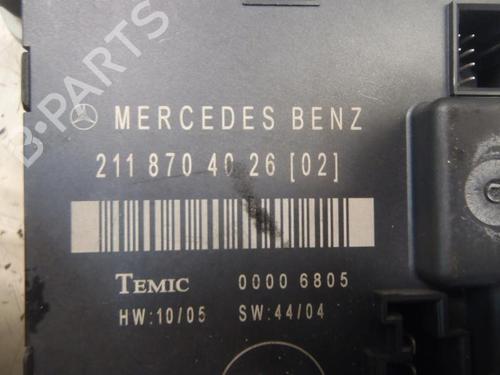 B-PARTS
MERCEDES BENZ
211 870 40 26 [02]
TEMIC 0000 6805
HW:10/05 SW:44/04